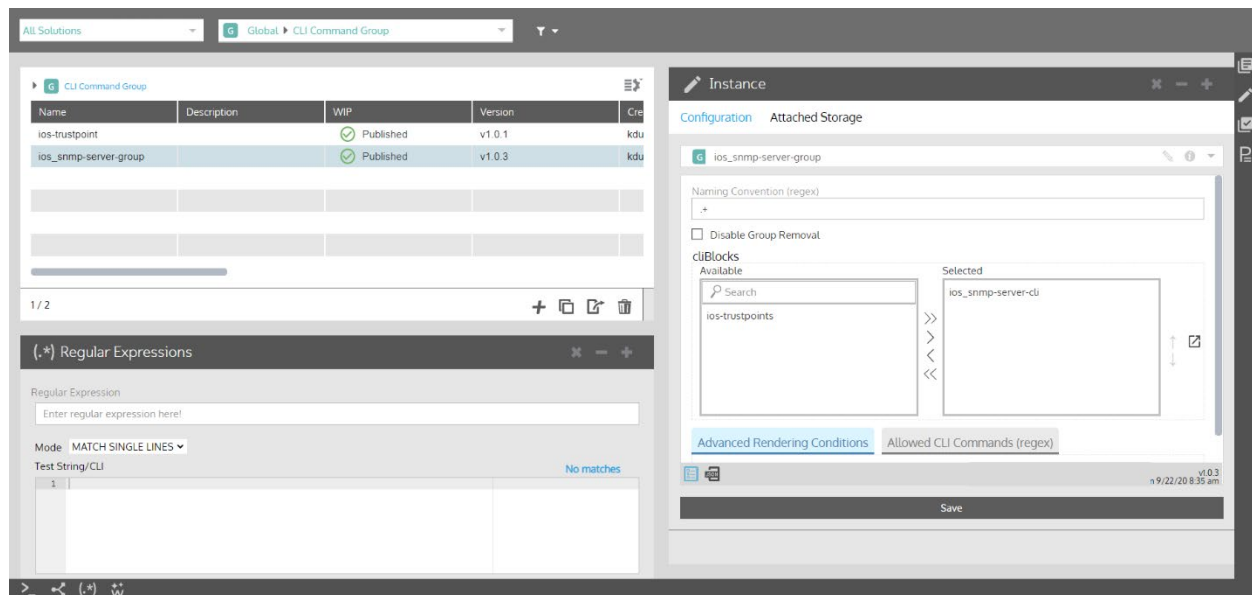 All Solutions
G Global CLI Command Group
G CLI Command Group
Name Description WIP Version Cre
ios-trustpoint Published v1.0.1 kdu
ios_snmp-server-group Published v1.0.3 kdu
1 / 2
(.*) Regular Expressions
Regular Expression
Enter regular expression here!
Mode MATCH SINGLE LINES
Test String/CLI No matches
1
Instance
Configuration Attached Storage
G ios_snmp-server-group
Naming Convention (regex)
.+
Disable Group Removal
cliBlocks
Available Selected
Search
ios-trustpoints
ios_snmp-server-cli
Advanced Rendering Conditions Allowed CLI Commands (regex)
JSON
v1.0.3
n 9/22/20 8:35 am
Save
(.*)